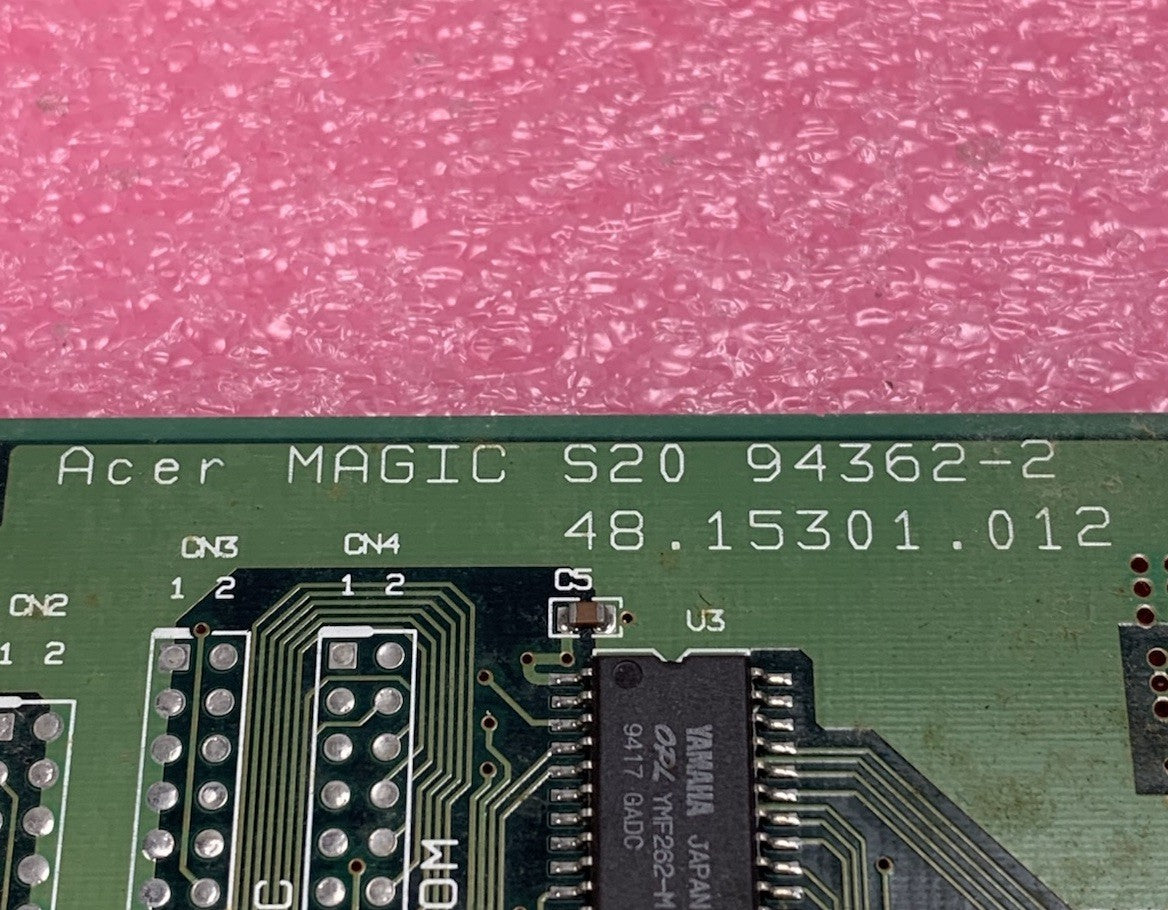 Acer MAGIC S20 94362-2
48.15301.012
CN3
CN4
1 2
1 2
C5
CN2
1 2
U3
YAMAHA JAPAN
OPL YMF262-M
9417 GADC
C
OM